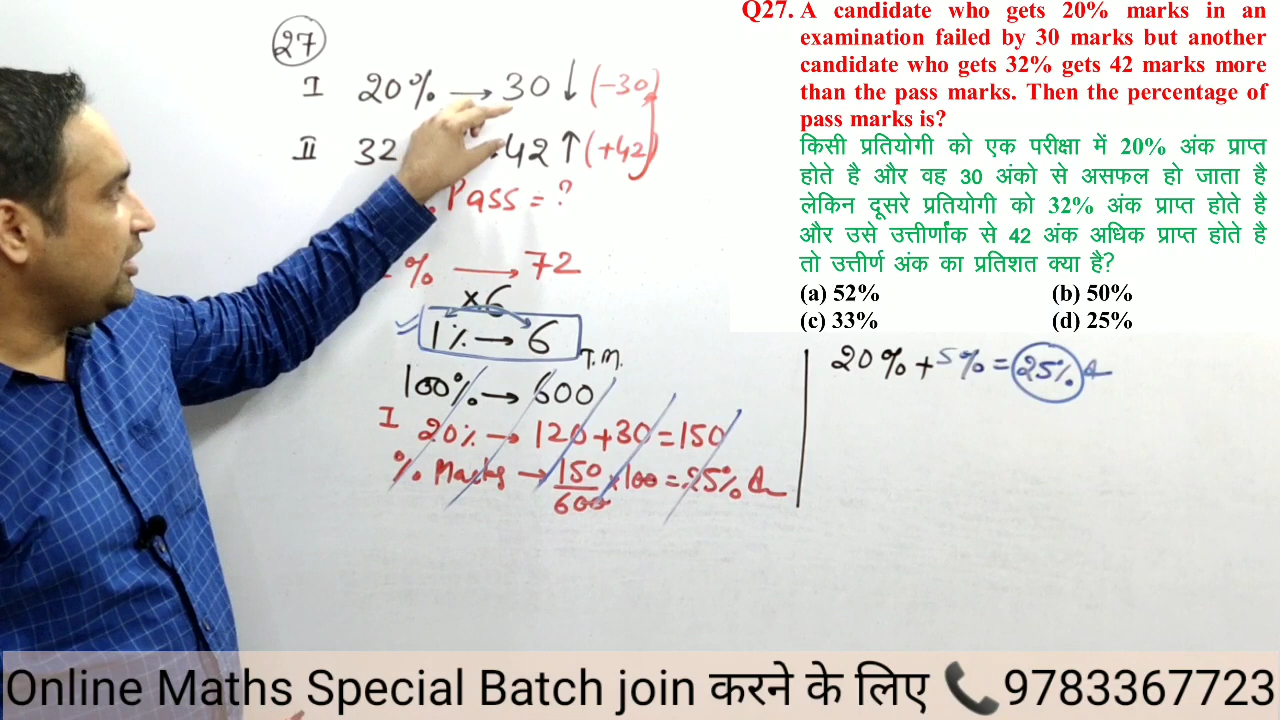 Q27. A candidate who gets 20% marks in an
examination failed by 30 marks but another
candidate who gets 32% gets 42 marks more
than the pass marks. Then the percentage of
pass marks is?
किसी प्रतियोगी को एक परीक्षा में 20% अंक प्राप्त
होते है और वह 30 अंको से असफल हो जाता है
लेकिन दूसरे प्रतियोगी को 32% अंक प्राप्त होते है
और उसे उत्तीर्णांक से 42 अंक अधिक प्राप्त होते है
तो उत्तीर्ण अंक का प्रतिशत क्या है?
(a) 52% (b) 50%
(c) 33% (d) 25%
27
I 20% → 30 ↓ (-30)
II 32 42 ↑ (+42)
Pass = ?
% → 72
×6
1% → 6
T.M.
100% → 600
I 20% → 120 + 30 = 150
% Marks → 150/600 × 100 = 25%
20% + 5% = 25%
Online Maths Special Batch join करने के लिए 9783367723